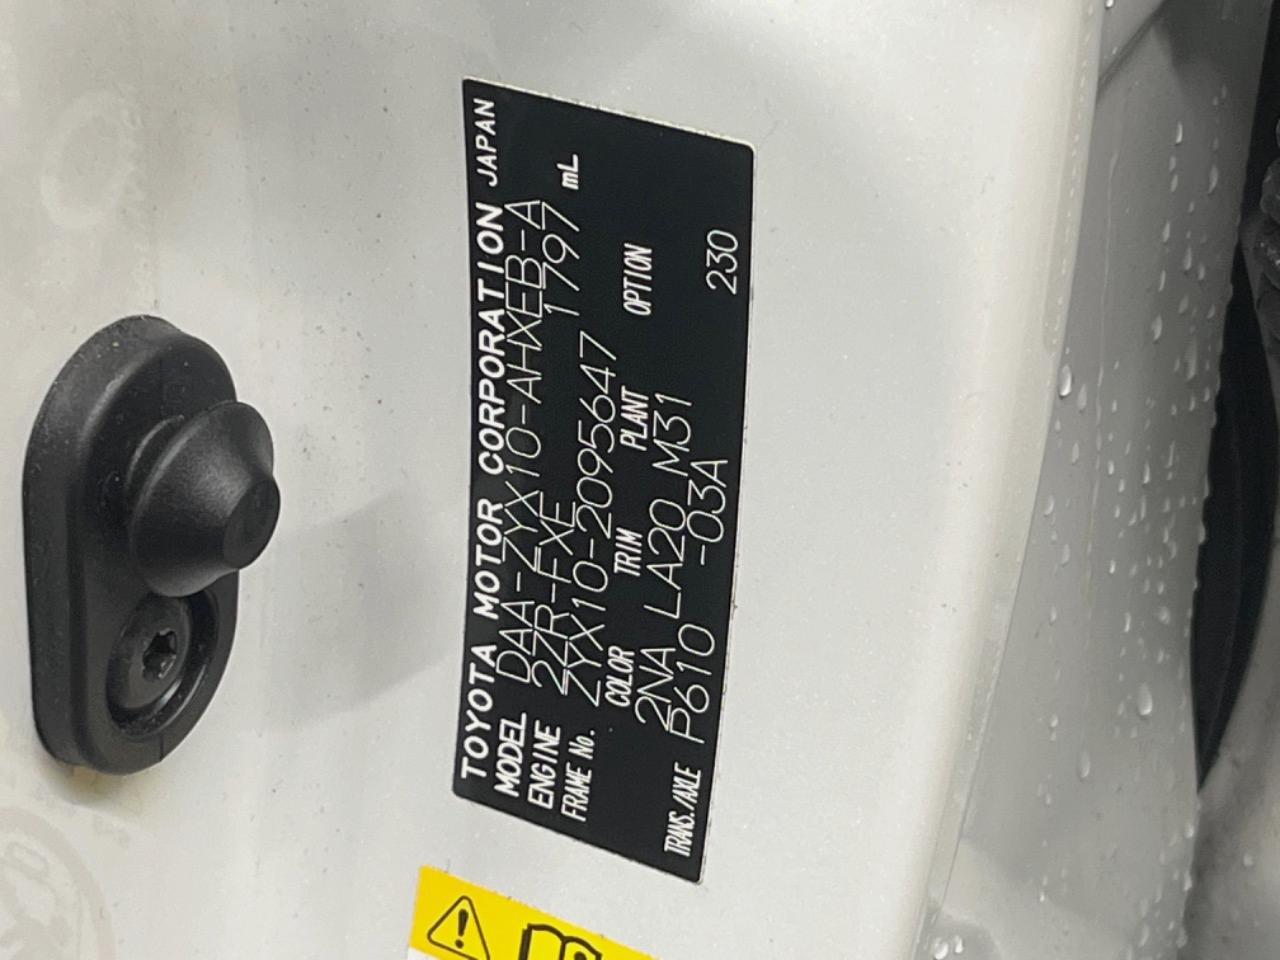 TOYOTA MOTOR CORPORATION JAPAN
MODEL DAA-ZYX10-AHXEB-A
ENGINE 2ZR-FXE 1797 mL
FRAME No. ZYX10-2095647
COLOR TRIM PLANT OPTION
2NA LA20 M31
TRANS./AXLE P610 -03A 230